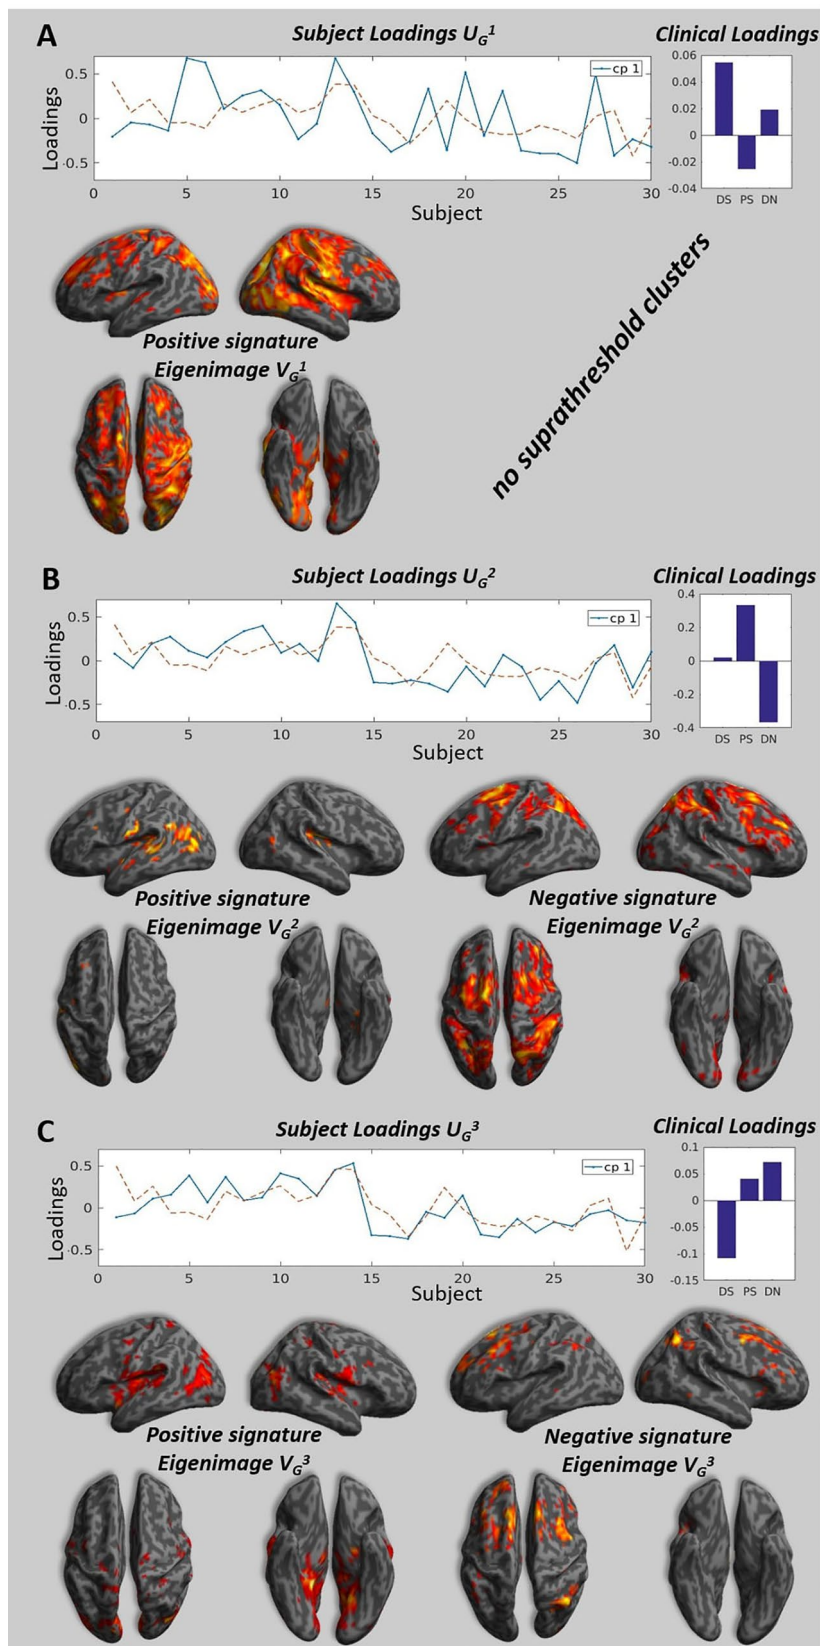 A
Subject Loadings U_G^1
Clinical Loadings
Loadings
0.5
0
-0.5
cp 1
0 5 10 15 20 25 30
Subject
0.06
0.04
0.02
0
-0.02
-0.04
DS PS DN
Positive signature
Eigenimage V_G^1
no suprathreshold clusters
B
Subject Loadings U_G^2
Clinical Loadings
Loadings
0.5
0
-0.5
cp 1
0 5 10 15 20 25 30
Subject
0.4
0.2
0
-0.2
-0.4
DS PS DN
Positive signature
Eigenimage V_G^2
Negative signature
Eigenimage V_G^2
C
Subject Loadings U_G^3
Clinical Loadings
Loadings
0.5
0
-0.5
cp 1
0 5 10 15 20 25 30
Subject
0.1
0.05
0
-0.05
-0.1
-0.15
DS PS DN
Positive signature
Eigenimage V_G^3
Negative signature
Eigenimage V_G^3